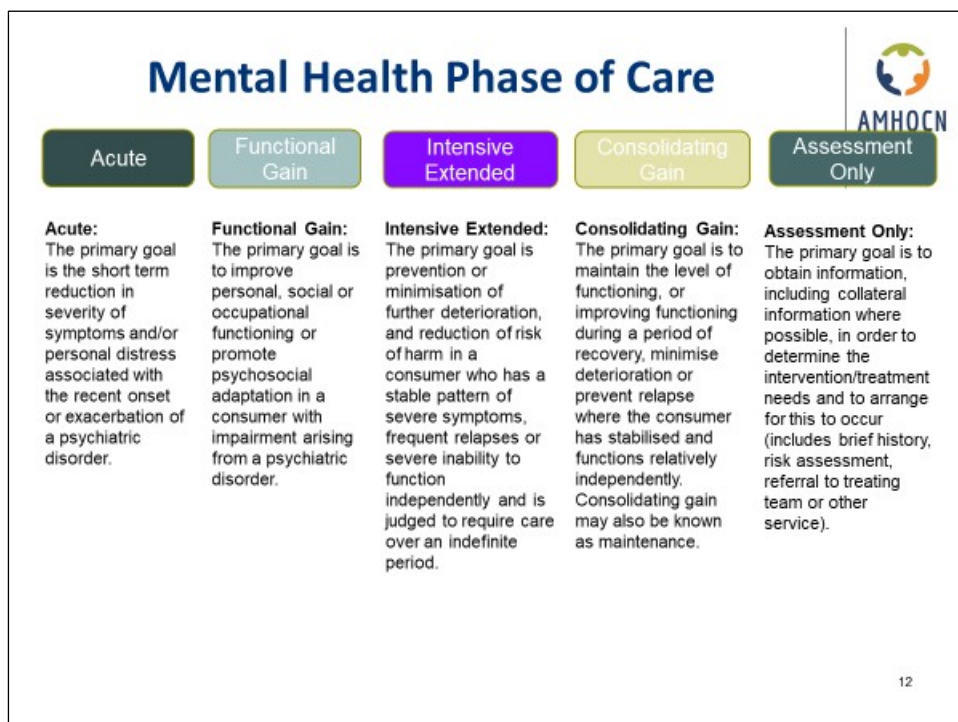 Mental Health Phase of Care
AMHOCN
Acute
Functional
Gain
Intensive
Extended
Consolidating
Gain
Assessment
Only
Acute:
The primary goal
is the short term
reduction in
severity of
symptoms and/or
personal distress
associated with
the recent onset
or exacerbation of
a psychiatric
disorder.
Functional Gain:
The primary goal is
to improve
personal, social or
occupational
functioning or
promote
psychosocial
adaptation in a
consumer with
impairment arising
from a psychiatric
disorder.
Intensive Extended:
The primary goal is
prevention or
minimisation of
further deterioration,
and reduction of risk
of harm in a
consumer who has a
stable pattern of
severe symptoms,
frequent relapses or
severe inability to
function
independently and is
judged to require care
over an indefinite
period.
Consolidating Gain:
The primary goal is to
maintain the level of
functioning, or
improving functioning
during a period of
recovery, minimise
deterioration or
prevent relapse
where the consumer
has stabilised and
functions relatively
independently.
Consolidating gain
may also be known
as maintenance.
Assessment Only:
The primary goal is to
obtain information,
including collateral
information where
possible, in order to
determine the
intervention/treatment
needs and to arrange
for this to occur
(includes brief history,
risk assessment,
referral to treating
team or other
service).
12